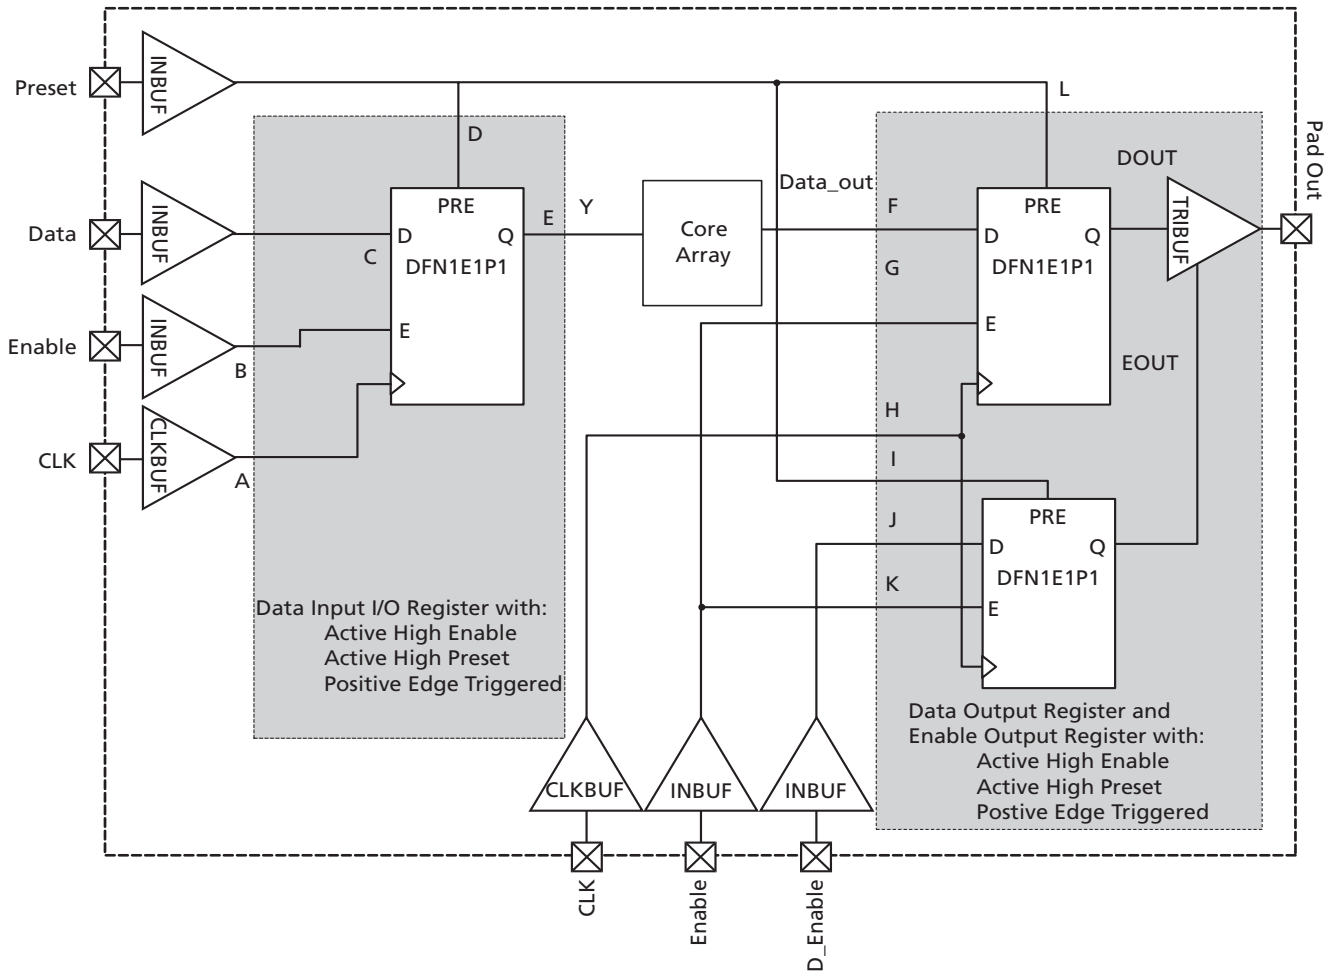 Preset
INBUF
L
D
Pad Out
DOUT
Data
INBUF
PRE
D
Q
C
DFN1E1P1
E
E
Y
Core
Array
Data_out
F
G
PRE
D
Q
DFN1E1P1
E
TRIBUF
EOUT
Enable
INBUF
B
CLK
CLKBUF
A
H
I
J
K
PRE
D
Q
DFN1E1P1
E
Data Input I/O Register with:
Active High Enable
Active High Preset
Positive Edge Triggered
Data Output Register and
Enable Output Register with:
Active High Enable
Active High Preset
Postive Edge Triggered
CLKBUF
INBUF
INBUF
CLK
Enable
D_Enable